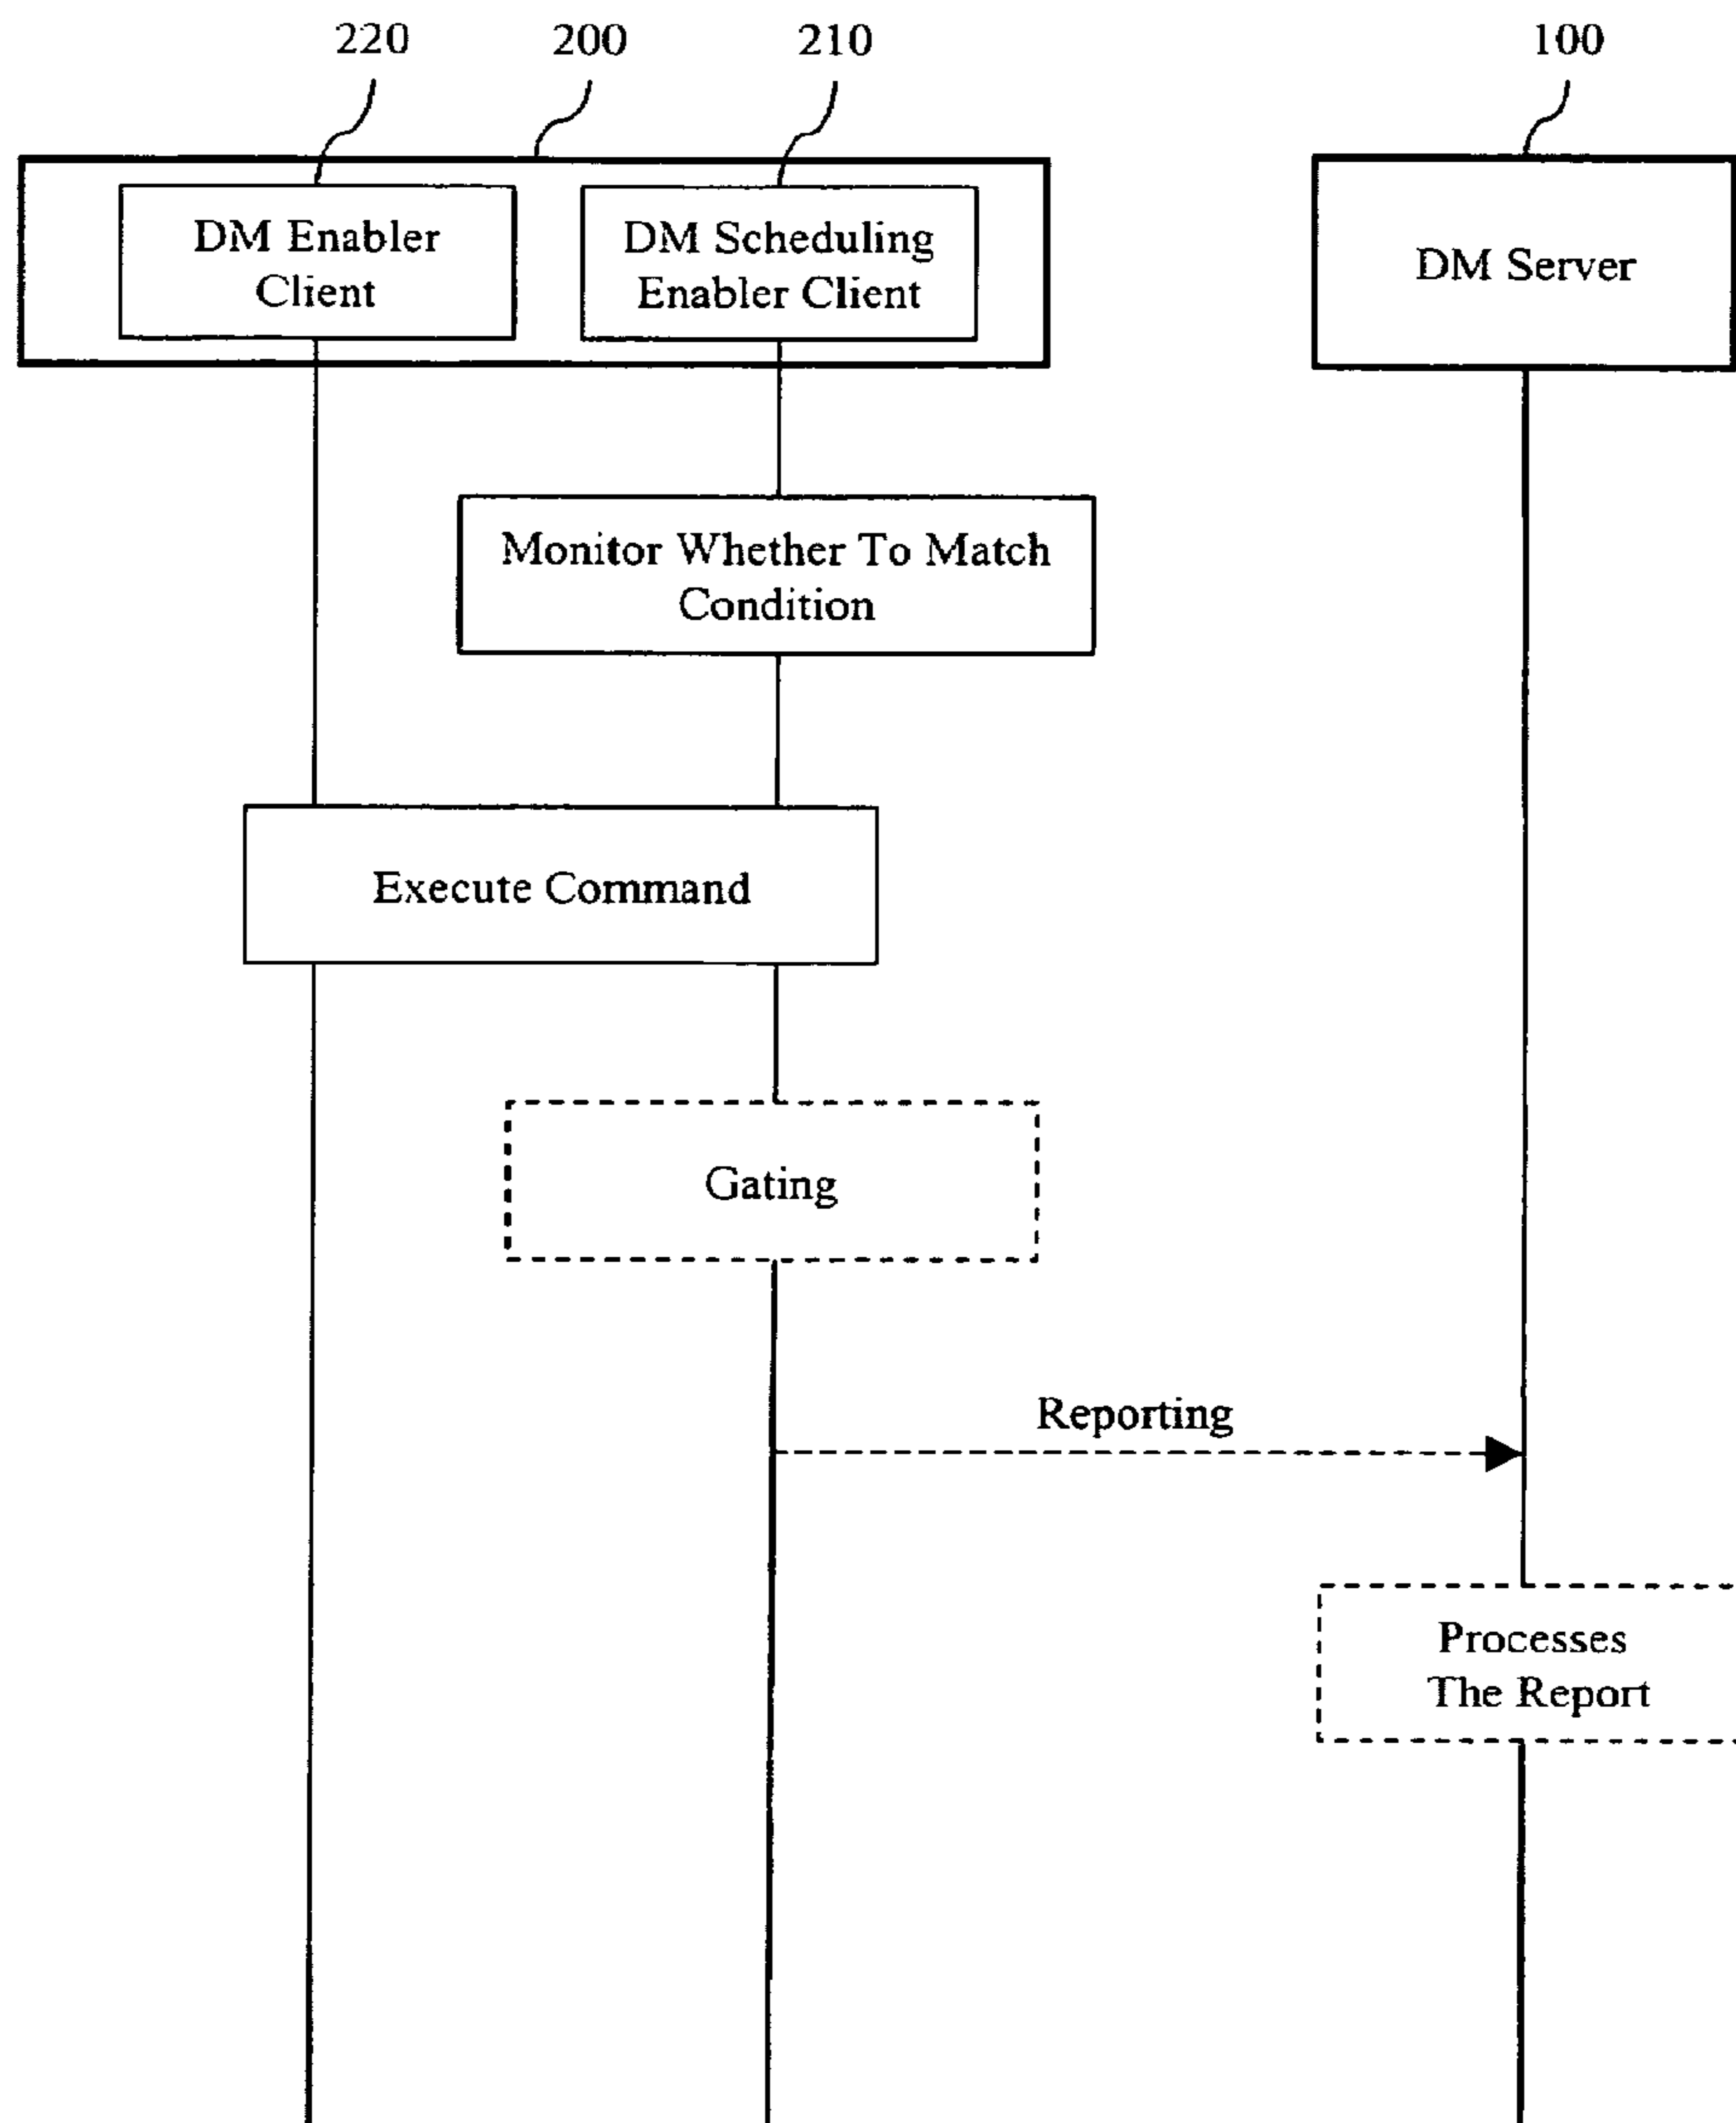 220
200
210
100
DM Enabler
Client
DM Scheduling
Enabler Client
DM Server
Monitor Whether To Match
Condition
Execute Command
Gating
Reporting
Processes
The Report